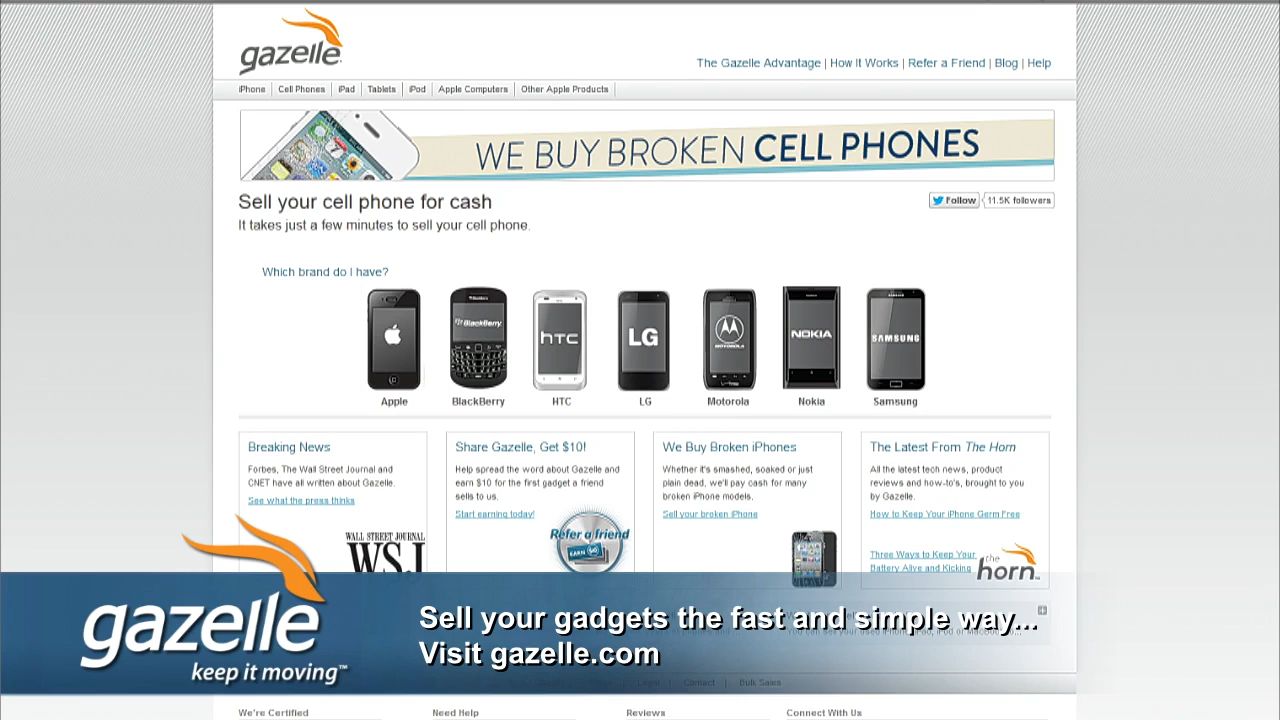 gazelle
The Gazelle Advantage | How It Works | Refer a Friend | Blog | Help
iPhone | Cell Phones | iPad | Tablets | iPod | Apple Computers | Other Apple Products
WE BUY BROKEN CELL PHONES
Sell your cell phone for cash
Follow 11.5K followers
It takes just a few minutes to sell your cell phone.
Which brand do I have?
BlackBerry
hTC
LG
MOTOROLA
NOKIA
SAMSUNG
Apple BlackBerry HTC LG Motorola Nokia Samsung
Breaking News
Forbes, The Wall Street Journal and
CNET have all written about Gazelle.
See what the press thinks
WALL STREET JOURNAL
WSJ
Share Gazelle, Get $10!
Help spread the word about Gazelle and
earn $10 for the first gadget a friend
sells to us.
Start earning today!
Refer a friend
EARN $10
We Buy Broken iPhones
Whether it's smashed, soaked or just
plain dead, we'll pay cash for many
broken iPhone models.
Sell your broken iPhone
The Latest From The Horn
All the latest tech news, product
reviews and how-to's, brought to you
by Gazelle.
How to Keep Your iPhone Germ Free
Three Ways to Keep Your
Battery Alive and Kicking
the horn™
gazelle
keep it moving™
Sell your gadgets the fast and simple way...
Visit gazelle.com
Contact | Bulk Sales
We're Certified Need Help Reviews Connect With Us